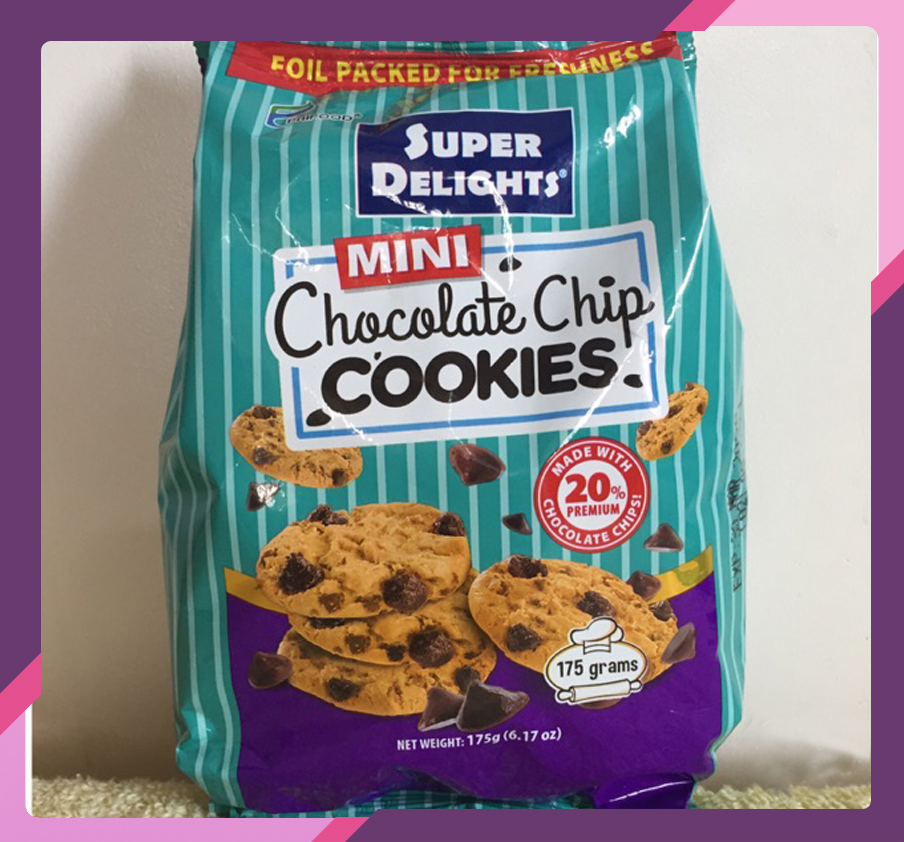 FOIL PACKED FOR FRESHNESS
SUPER
DELIGHTS®
MINI
Chocolate Chip
COOKIES
MADE WITH
20%
PREMIUM
CHOCOLATE CHIPS!
175 grams
NET WEIGHT: 175g (6.17 oz)
EXP